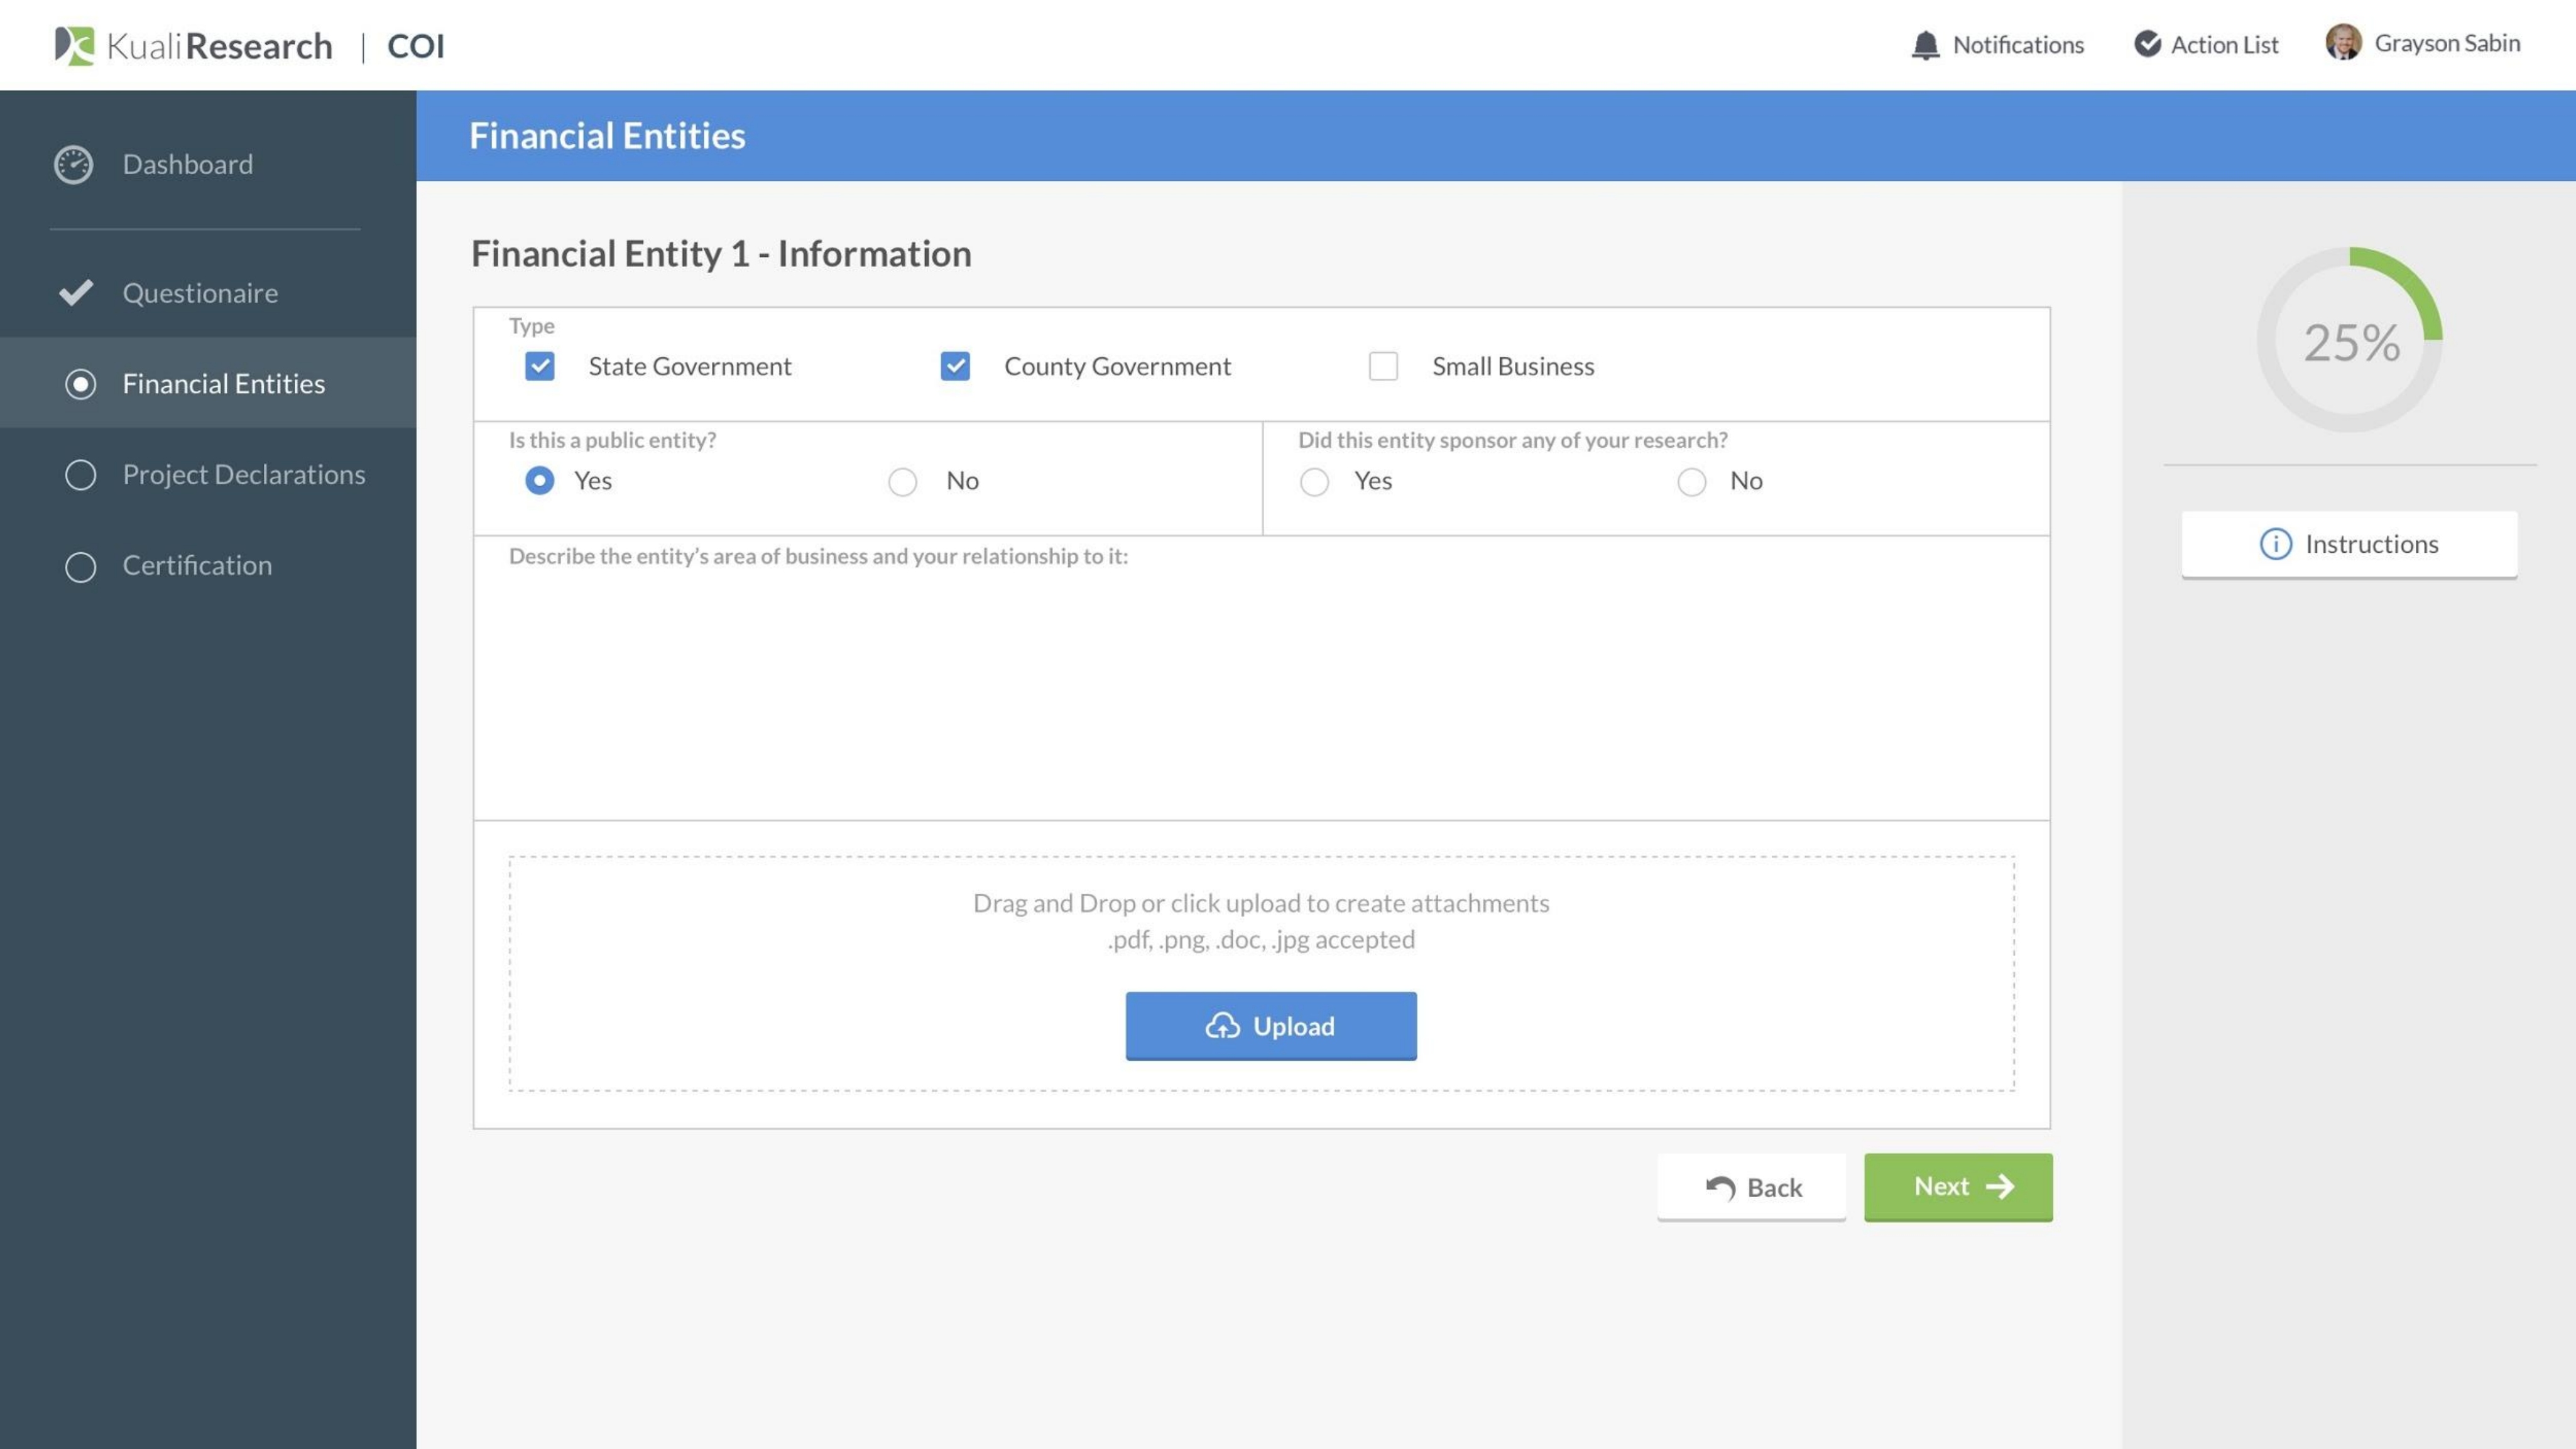 KualiResearch | COI
Notifications
Action List
Grayson Sabin
Dashboard
Questionaire
Financial Entities
Project Declarations
Certification
Financial Entities
Financial Entity 1 - Information
Type
State Government
County Government
Small Business
Is this a public entity?
Yes
No
Did this entity sponsor any of your research?
Yes
No
Describe the entity’s area of business and your relationship to it:
Drag and Drop or click upload to create attachments
.pdf, .png, .doc, .jpg accepted
Upload
Back
Next
25%
Instructions